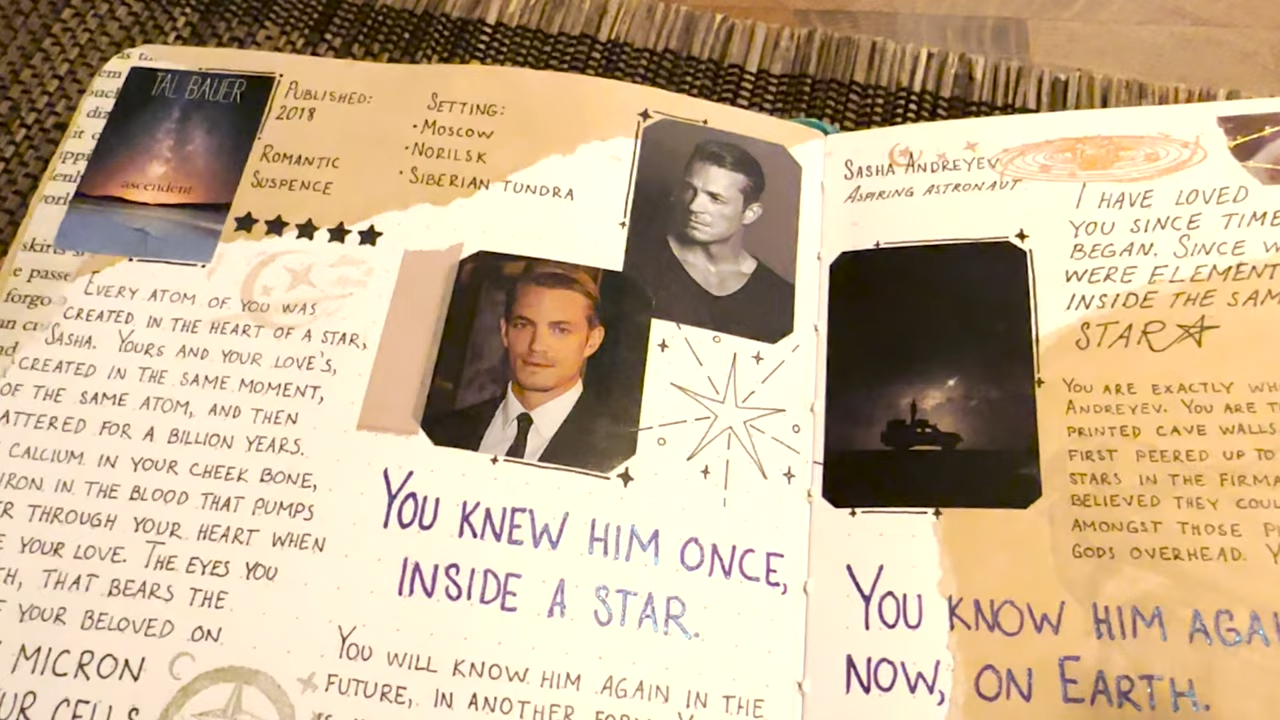 TAL BAUER
ascendent
PUBLISHED:
2018
ROMANTIC
SUSPENCE
SETTING:
• MOSCOW
• NORILSK
• SIBERIAN TUNDRA
EVERY ATOM OF YOU WAS
CREATED IN THE HEART OF A STAR,
SASHA. YOURS AND YOUR LOVE'S,
CREATED IN THE SAME MOMENT,
OF THE SAME ATOM, AND THEN
ATTERED FOR A BILLION YEARS.
CALCIUM IN YOUR CHEEK BONE,
IRON IN THE BLOOD THAT PUMPS
THROUGH YOUR HEART WHEN
YOUR LOVE. THE EYES YOU
TH, THAT BEARS THE
YOUR BELOVED ON
MICRON
UR CELLS
YOU KNEW HIM ONCE,
INSIDE A STAR.
YOU WILL KNOW HIM AGAIN IN THE
FUTURE, IN ANOTHER
SASHA ANDREYEV
ASPIRING ASTRONAUT
I HAVE LOVED
YOU SINCE TIME
BEGAN. SINCE W
WERE ELEMENT
INSIDE THE SAM
STAR
YOU ARE EXACTLY WH
ANDREYEV. YOU ARE T
PRINTED CAVE WALLS
FIRST PEERED UP TO
STARS IN THE FIRMA
BELIEVED THEY COUL
AMONGST THOSE P
GODS OVERHEAD. Y
YOU KNOW HIM AGAI
NOW, ON EARTH.